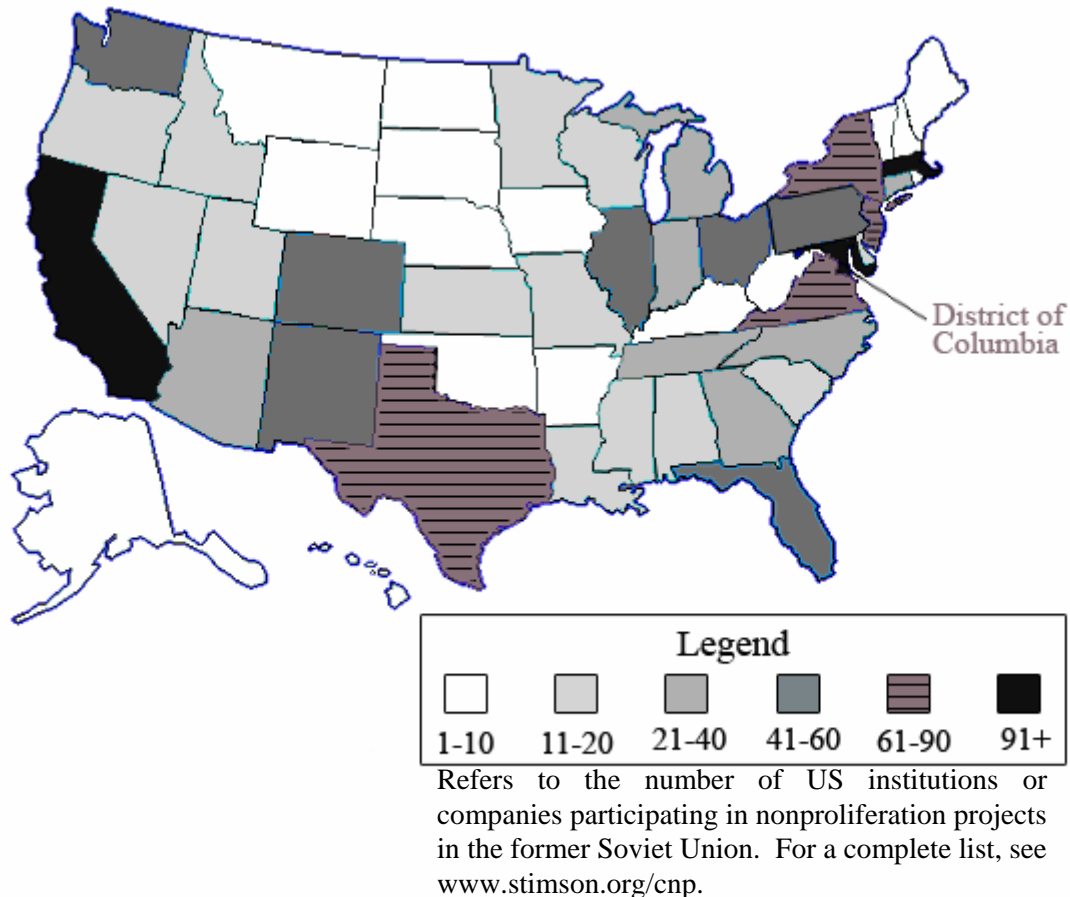 District of
Columbia
Legend
1-10 11-20 21-40 41-60 61-90 91+
Refers to the number of US institutions or
companies participating in nonproliferation projects
in the former Soviet Union. For a complete list, see
www.stimson.org/cnp.